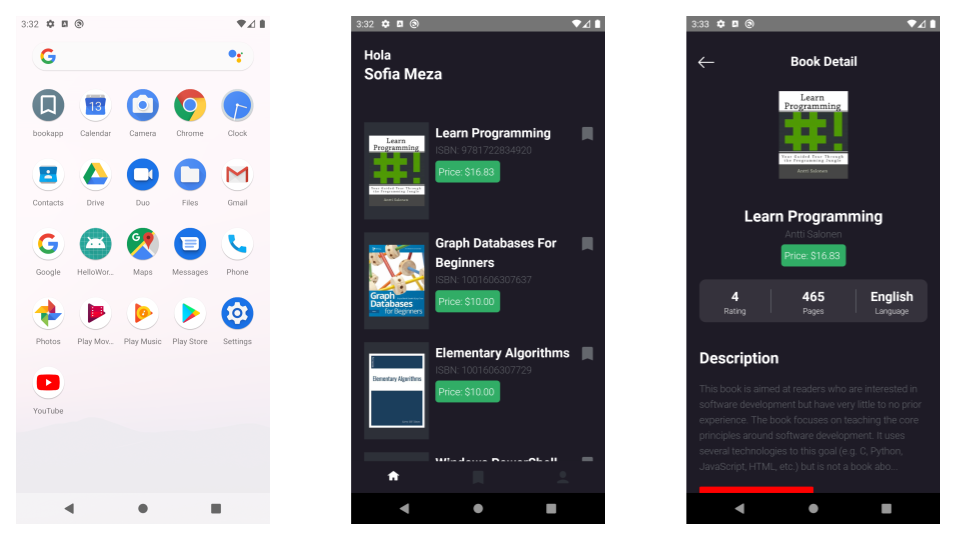 3:32
bookapp
Calendar
Camera
Chrome
Clock
13
Contacts
Drive
Duo
Files
Gmail
Google
HelloWor...
Maps
Messages
Phone
Photos
Play Mov...
Play Music
Play Store
Settings
YouTube
3:32
Hola
Sofia Meza
Learn
Programming
Learn Programming
ISBN: 9781722834920
Price: $16.83
Your Guided Tour Through
the Programming Jungle
Antti Salonen
Graph
Databases
for Beginners
Graph Databases For
Beginners
ISBN: 1001606307637
Price: $10.00
Elementary Algorithms
Elementary Algorithms
ISBN: 1001606307729
Price: $10.00
Windows PowerShell
3:33
Book Detail
Learn
Programming
Your Guided Tour Through
the Programming Jungle
Antti Salonen
Learn Programming
Antti Salonen
Price: $16.83
4
Rating
465
Pages
English
Language
Description
This book is aimed at readers who are interested in
software development but have very little to no prior
experience. The book focuses on teaching the core
principles around software development. It uses
several technologies to this goal (e.g. C, Python,
JavaScript, HTML, etc.) but is not a book abo...